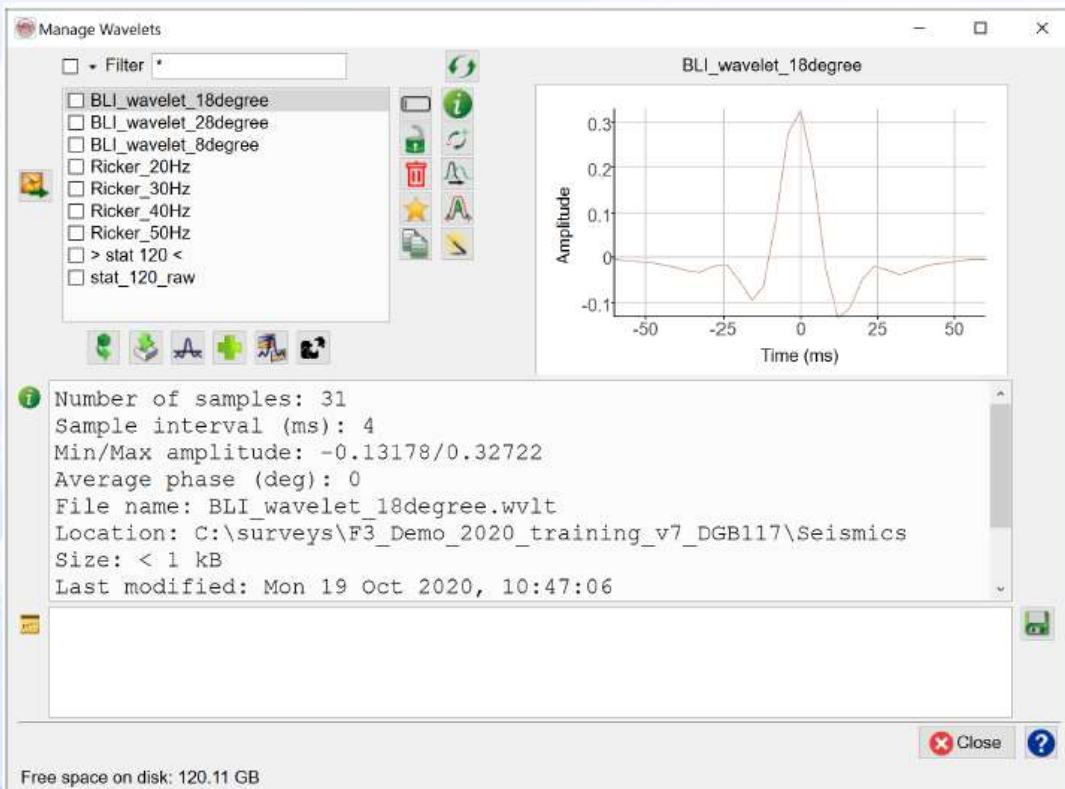 Manage Wavelets
Filter *
BLI_wavelet_18degree
BLI_wavelet_28degree
BLI_wavelet_8degree
Ricker_20Hz
Ricker_30Hz
Ricker_40Hz
Ricker_50Hz
> stat 120 <
stat_120_raw
BLI_wavelet_18degree
Amplitude
0.3
0.2
0.1
0
-0.1
-50 -25 0 25 50
Time (ms)
Number of samples: 31
Sample interval (ms): 4
Min/Max amplitude: -0.13178/0.32722
Average phase (deg): 0
File name: BLI_wavelet_18degree.wvlt
Location: C:\surveys\F3_Demo_2020_training_v7_DGB117\Seismics
Size: < 1 kB
Last modified: Mon 19 Oct 2020, 10:47:06
Close
Free space on disk: 120.11 GB